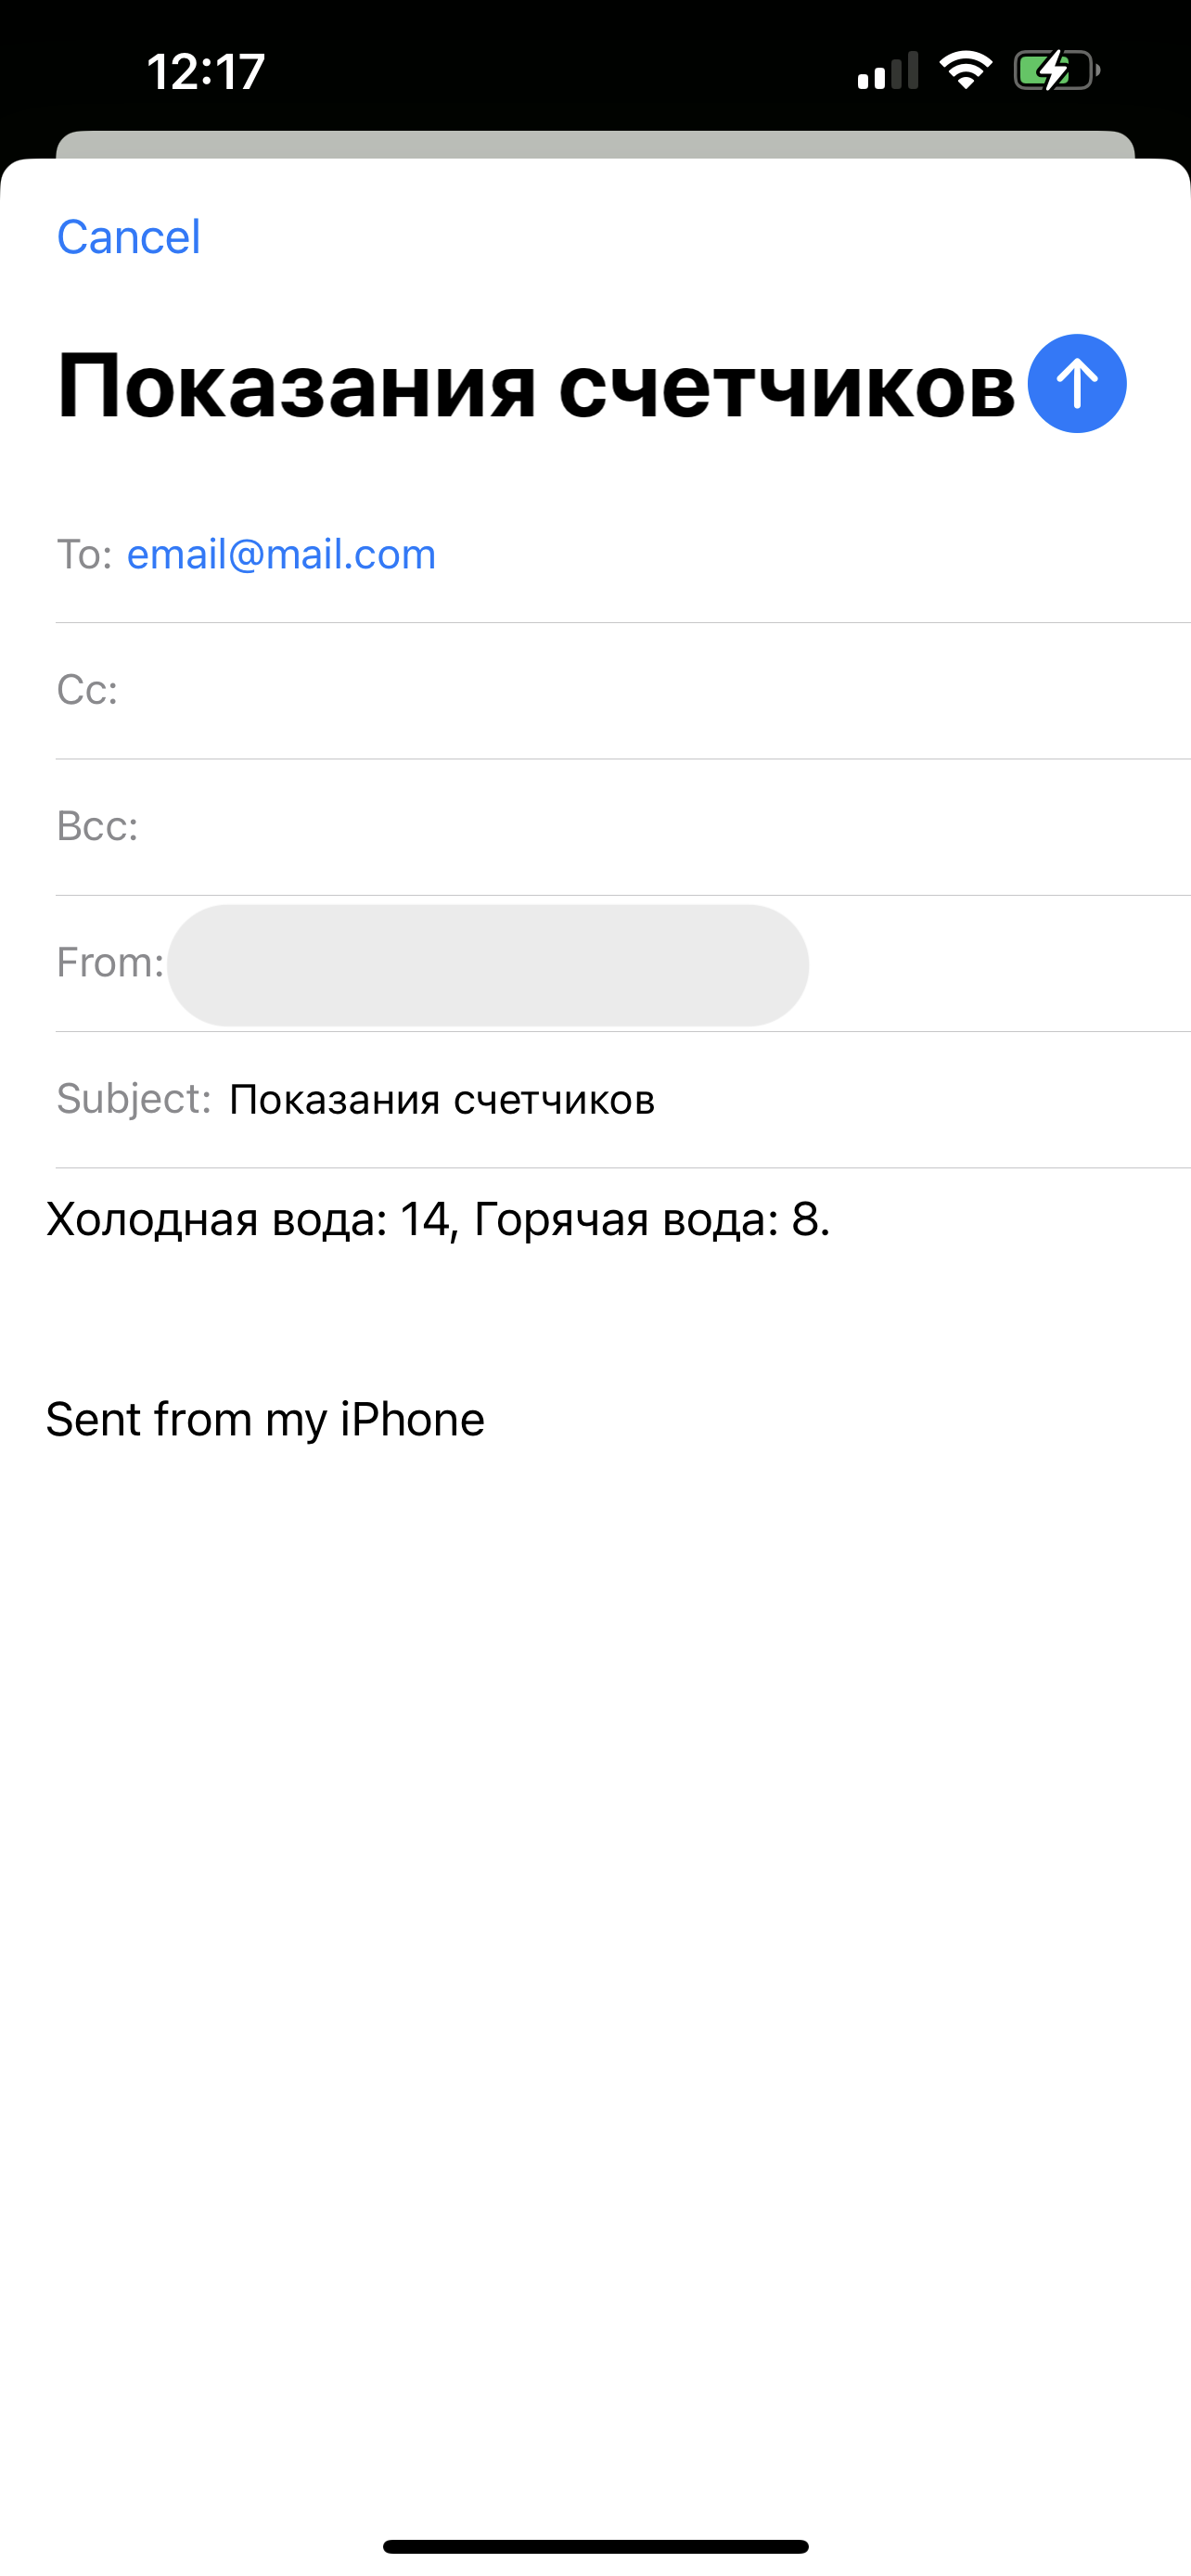 12:17
Cancel
Показания счетчиков
To: email@mail.com
Cc:
Bcc:
From:
Subject: Показания счетчиков
Холодная вода: 14, Горячая вода: 8.
Sent from my iPhone